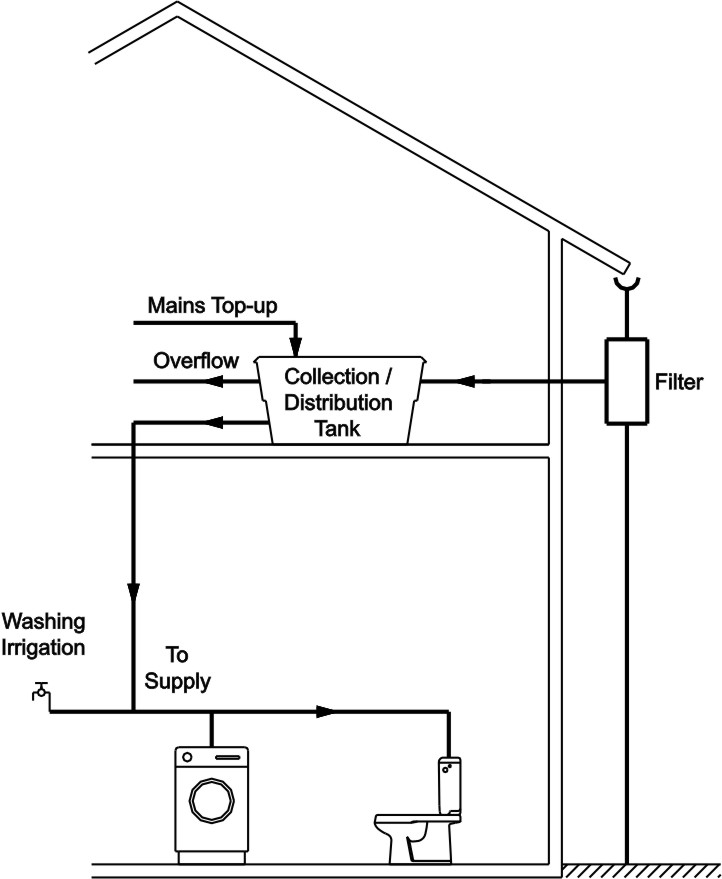 Mains Top-up
Overflow
Collection /
Distribution
Tank
Filter
Washing
Irrigation
To
Supply